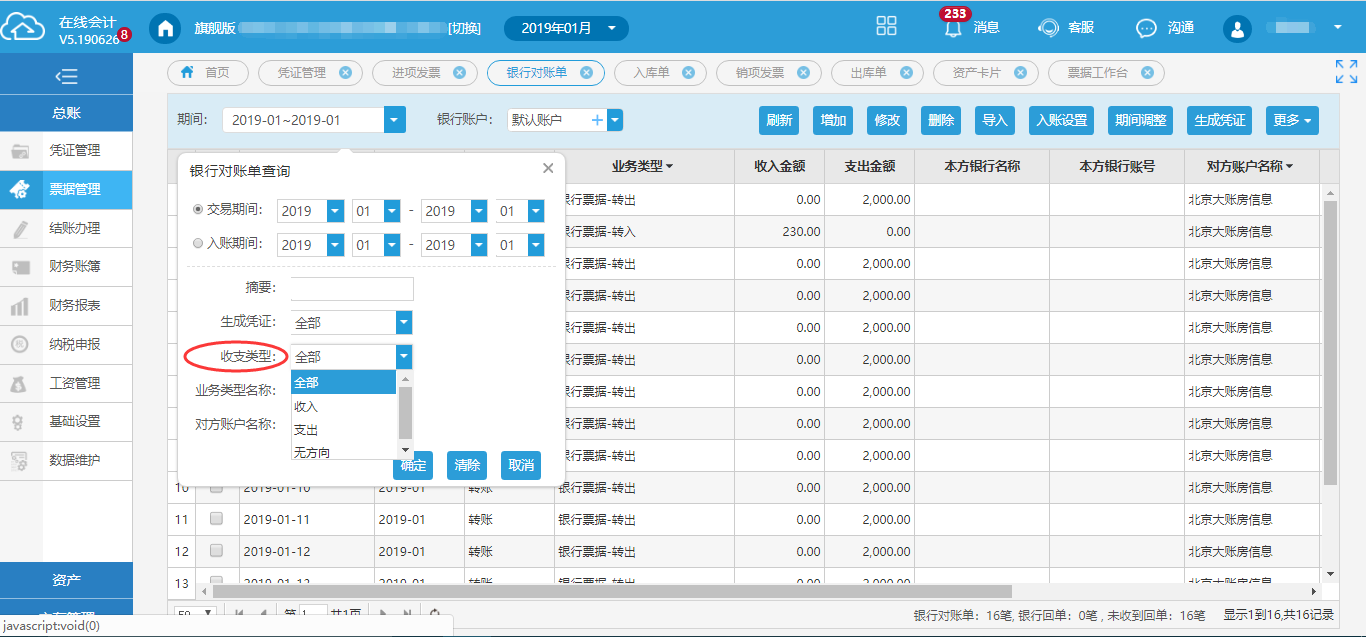 在线会计
V5.190626 8
旗舰版 [切换] 2019年01月 233 消息 客服 沟通
首页 凭证管理 进项发票 银行对账单 入库单 销项发票 出库单 资产卡片 票据工作台
总账
凭证管理
票据管理
结账办理
财务账簿
财务报表
纳税申报
税
工资管理
基础设置
数据维护
资产
期间: 2019-01~2019-01 银行账户: 默认账户 刷新 增加 修改 删除 导入 入账设置 期间调整 生成凭证 更多
银行对账单查询
交易期间: 2019 01 - 2019 01
入账期间: 2019 01 - 2019 01
摘要:
生成凭证: 全部
收支类型: 全部
全部
收入
支出
无方向
业务类型名称:
对方账户名称:
确定 清除 取消
业务类型 收入金额 支出金额 本方银行名称 本方银行账号 对方账户名称
银行票据-转出 0.00 2,000.00 北京大账房信息
银行票据-转入 230.00 0.00 北京大账房信息
银行票据-转出 0.00 2,000.00 北京大账房信息
银行票据-转出 0.00 2,000.00 北京大账房信息
银行票据-转出 0.00 2,000.00 北京大账房信息
银行票据-转出 0.00 2,000.00 北京大账房信息
银行票据-转出 0.00 2,000.00 北京大账房信息
银行票据-转出 0.00 2,000.00 北京大账房信息
银行票据-转出 0.00 2,000.00 北京大账房信息
10 2019-01-10 2019-01 转账 银行票据-转出 0.00 2,000.00 北京大账房信息
11 2019-01-11 2019-01 转账 银行票据-转出 0.00 2,000.00 北京大账房信息
12 2019-01-12 2019-01 转账 银行票据-转出 0.00 2,000.00 北京大账房信息
13 2019-01-13 2019-01 转账 银行票据-转出 0.00 2,000.00 北京大账房信息
50 第 1 共1页 银行对账单: 16笔, 银行回单: 0笔 , 未收到回单: 16笔 显示1到16,共16记录
javascript:void(0)